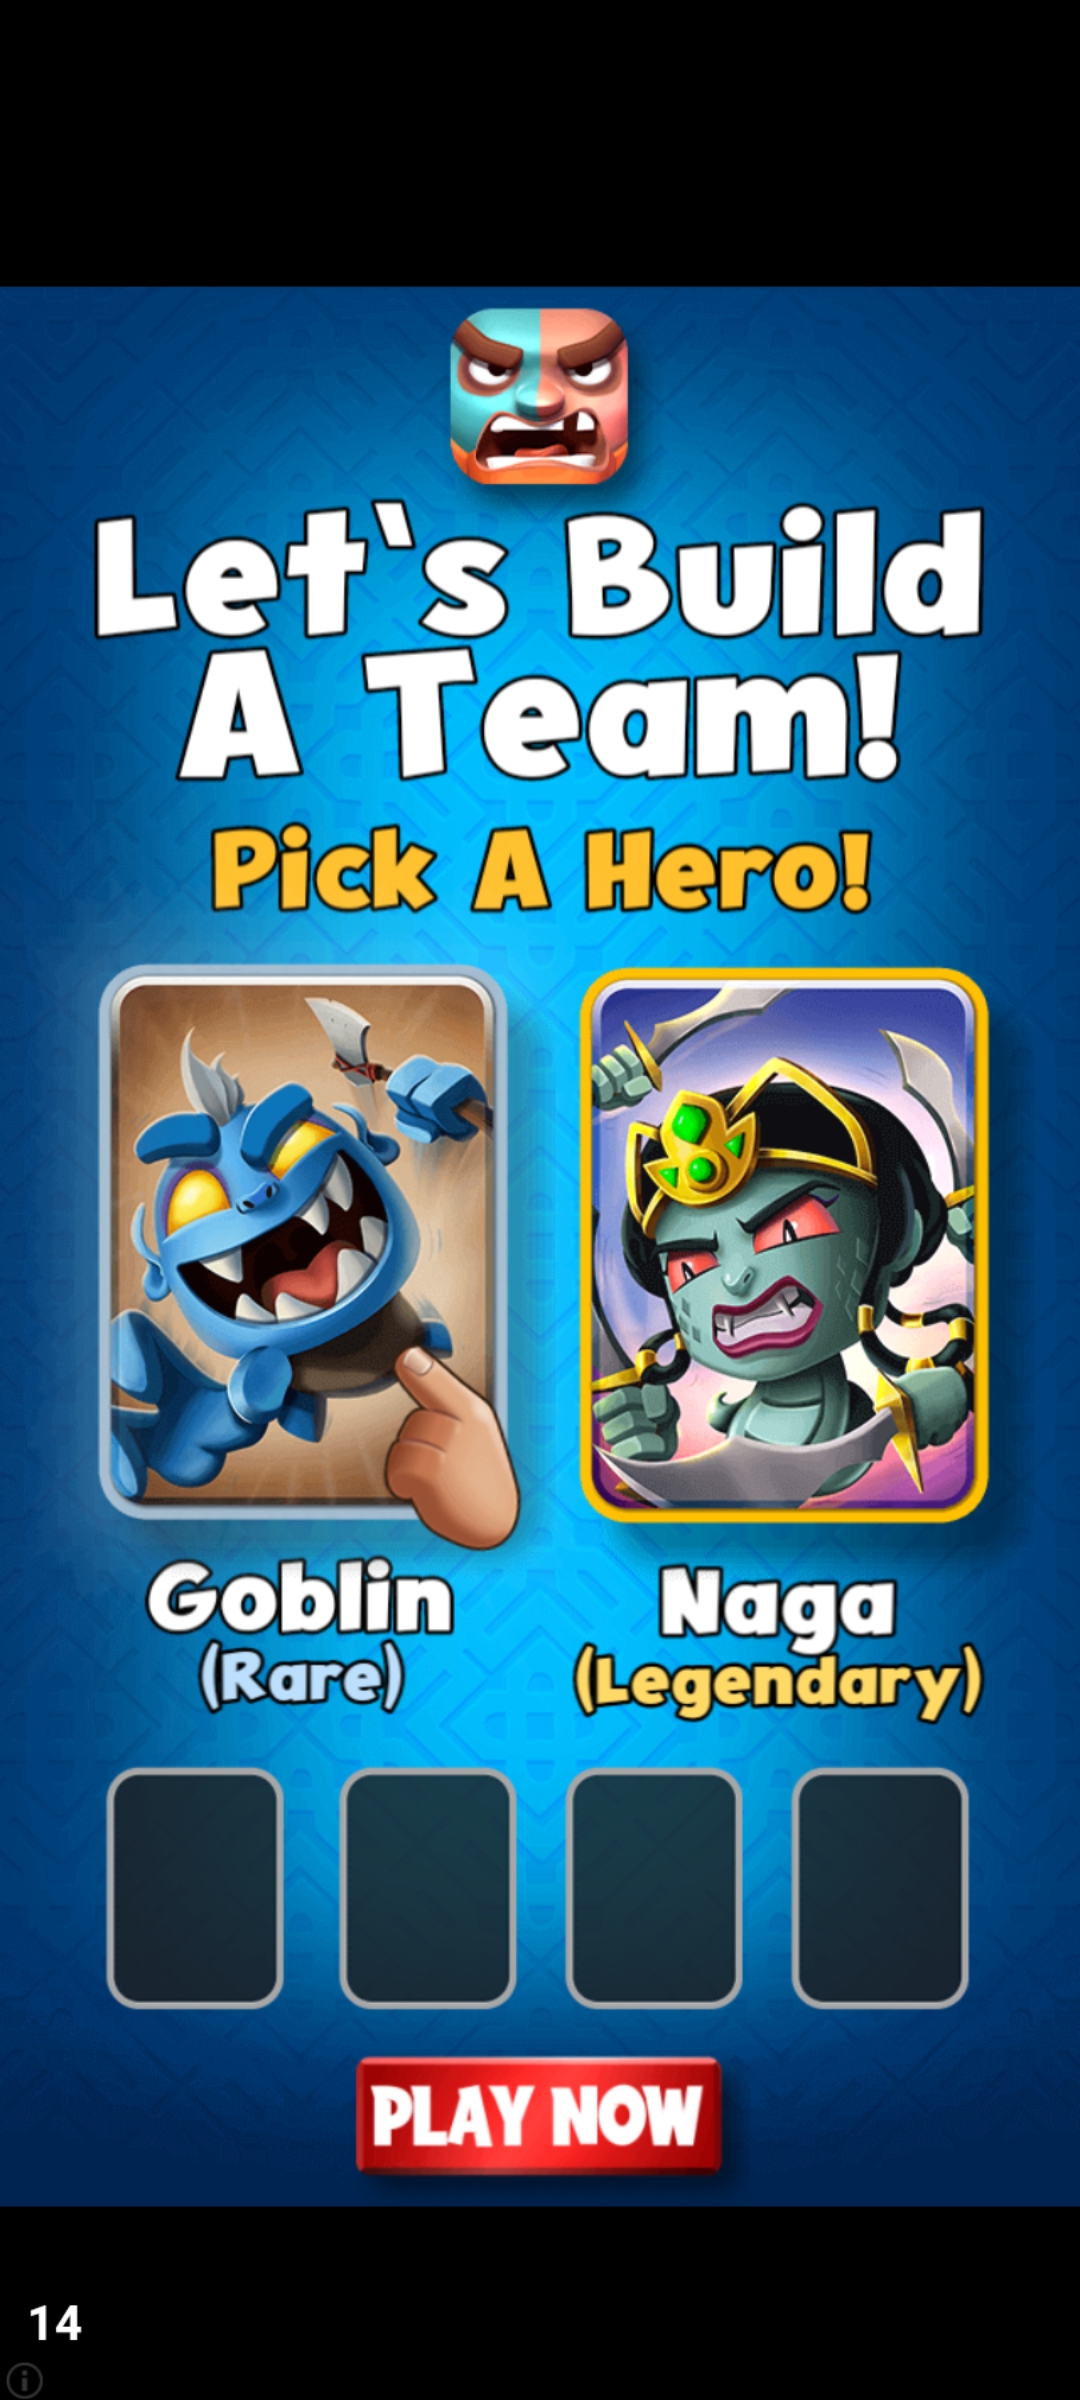 Let's Build
A Team!
Pick A Hero!
Goblin
(Rare)
Naga
(Legendary)
PLAY NOW
14